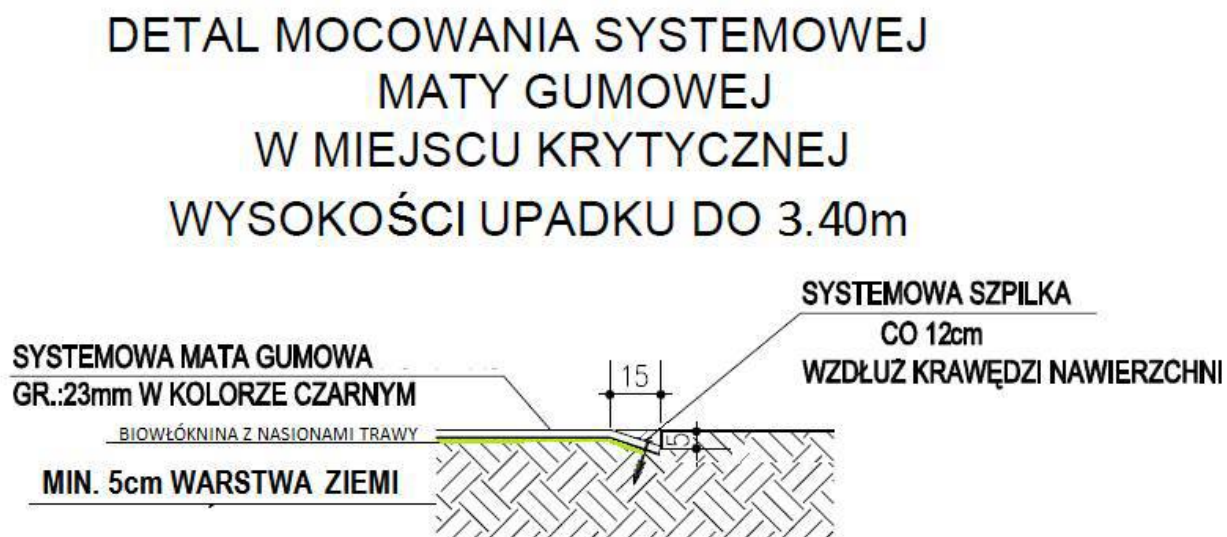 DETAL MOCOWANIA SYSTEMOWEJ
MATY GUMOWEJ
W MIEJSCU KRYTYCZNEJ
WYSOKOŚCI UPADKU DO 3.40m
SYSTEMOWA SZPILKA
CO 12cm
WZDŁUŻ KRAWĘDZI NAWIERZCHNI
SYSTEMOWA MATA GUMOWA
GR.:23mm W KOLORZE CZARNYM
15
BIOWŁÓKNINA Z NASIONAMI TRAWY
5
MIN. 5cm WARSTWA ZIEMI